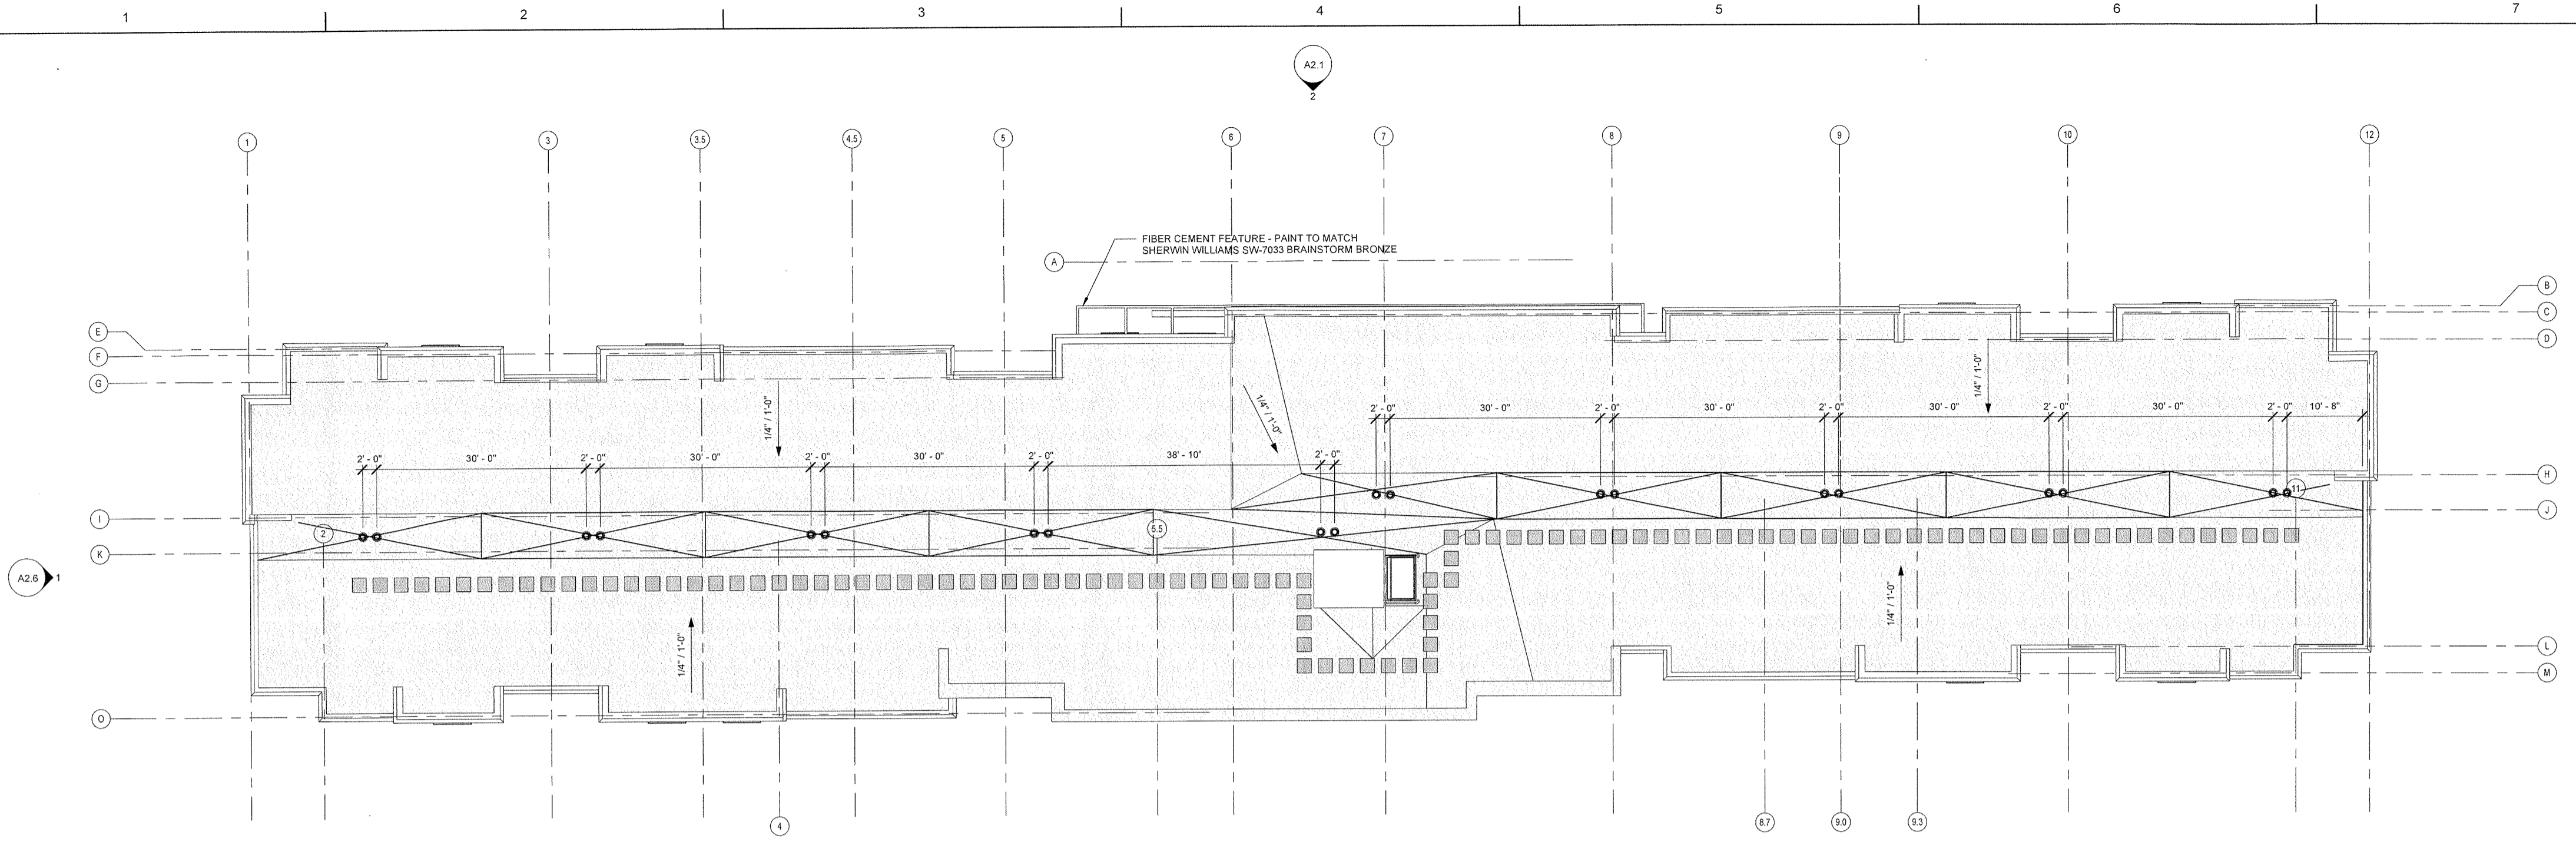 1 2 3 4 5 6 7
A2.1
2
1 3 3.5 4.5 5 6 7 8 9 10 12
FIBER CEMENT FEATURE - PAINT TO MATCH
SHERWIN WILLIAMS SW-7033 BRAINSTORM BRONZE
A
B
C
D
E
F
G
1/4" / 1'-0"
1/4" / 1'-0"
1/4" / 1'-0"
2' - 0" 30' - 0" 2' - 0" 30' - 0" 2' - 0" 30' - 0" 2' - 0" 30' - 0" 2' - 0" 10' - 8"
2' - 0" 30' - 0" 2' - 0" 30' - 0" 2' - 0" 30' - 0" 2' - 0" 38' - 10" 2' - 0"
H
11
J
I
2
5.5
K
A2.6 1
1/4" / 1'-0"
1/4" / 1'-0"
L
M
O
4 8.7 9.0 9.3